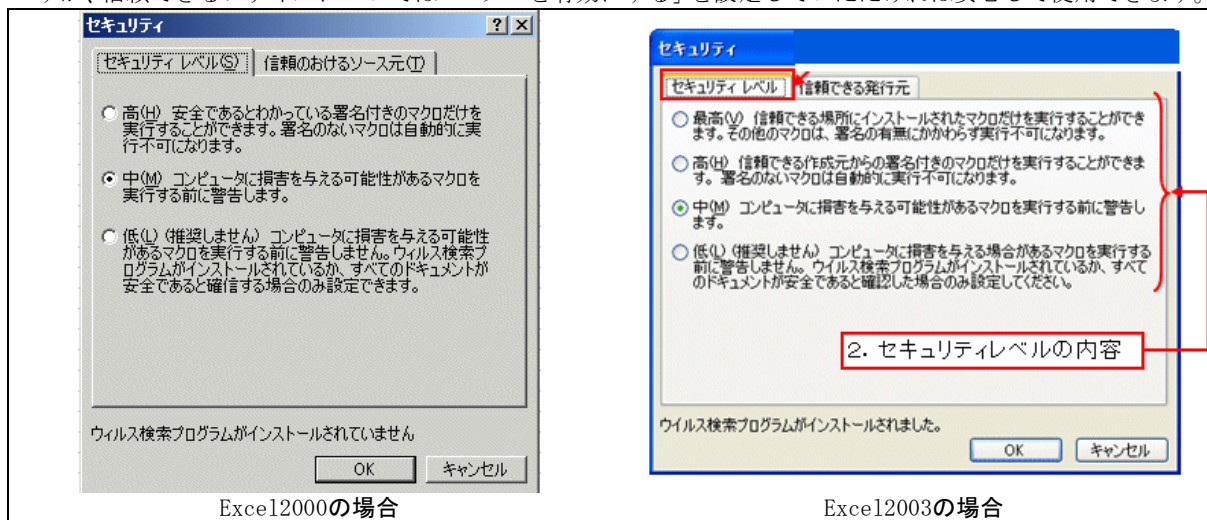 セキュリティ
セキュリティ レベル(S)
信頼のおけるソース元(T)
高(H) 安全であるとわかっている署名付きのマクロだけを
実行することができます。署名のないマクロは自動的に実
行不可になります。
中(M) コンピュータに損害を与える可能性があるマクロを
実行する前に警告します。
低(L) (推奨しません) コンピュータに損害を与える可能性
があるマクロを実行する前に警告しません。ウィルス検索プ
ログラムがインストールされているか、すべてのドキュメントが
安全であると確信する場合のみ設定できます。
ウィルス検索プログラムがインストールされていません
OK
キャンセル
Excel2000の場合
セキュリティ
セキュリティ レベル
信頼できる発行元
最高(V) 信頼できる場所にインストールされたマクロだけを実行することができ
ます。その他のマクロは、署名の有無にかかわらず実行不可になります。
高(H) 信頼できる作成元からの署名付きのマクロだけを実行することができま
す。署名のないマクロは自動的に実行不可になります。
中(M) コンピュータに損害を与える可能性があるマクロを実行する前に警告し
ます。
低(L) (推奨しません) コンピュータに損害を与える場合があるマクロを実行する
前に警告しません。ウイルス検索プログラムがインストールされているか、すべて
のドキュメントが安全であると確認した場合のみ設定してください。
2. セキュリティレベルの内容
ウイルス検索プログラムがインストールされました。
OK
キャンセル
Excel2003の場合